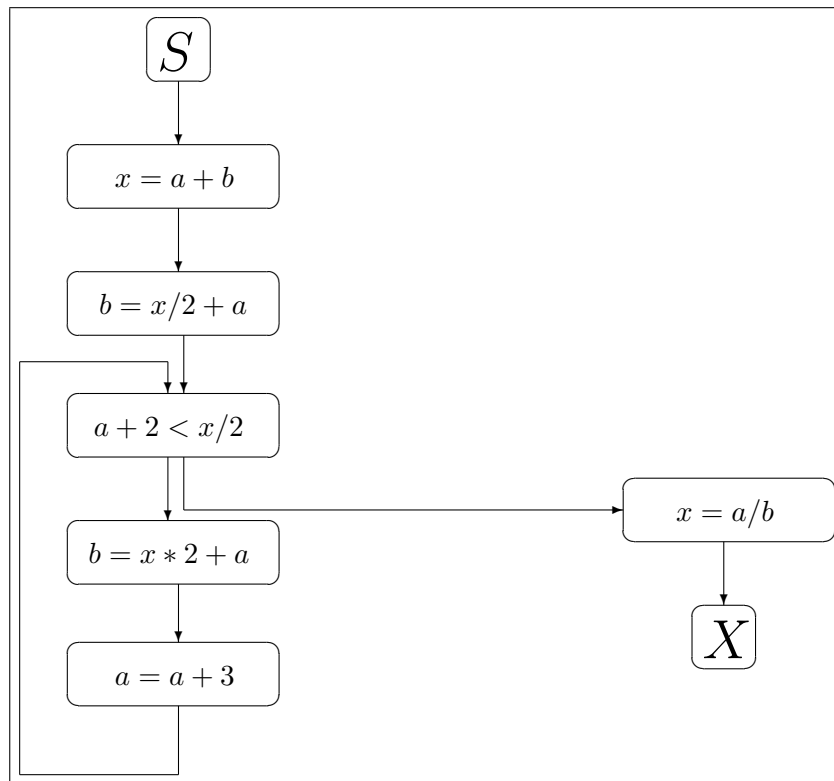 S
x = a + b
b = x/2 + a
a + 2 < x/2
b = x ∗ 2 + a
a = a + 3
x = a/b
X